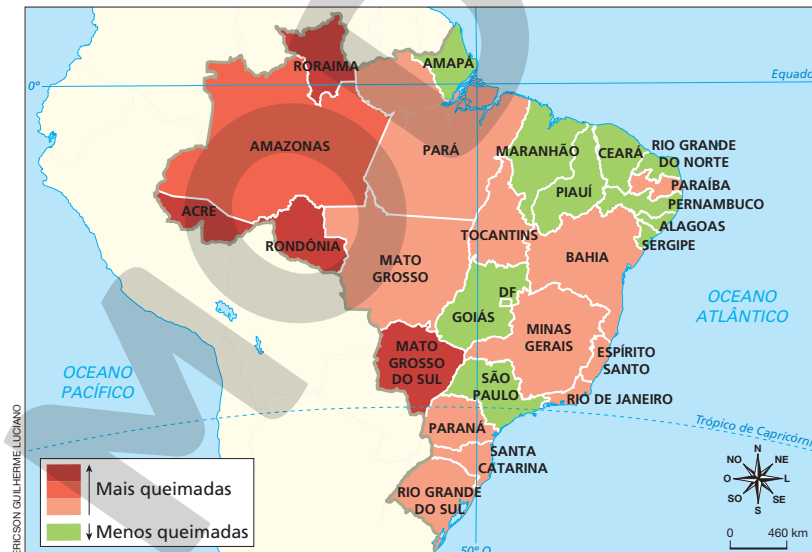 RORAIMA
AMAPÁ
0°
Equado
AMAZONAS
PARÁ
MARANHÃO
CEARÁ
RIO GRANDE
DO NORTE
PARAÍBA
PIAUÍ
PERNAMBUCO
ACRE
ALAGOAS
SERGIPE
RONDÔNIA
TOCANTINS
MATO
GROSSO
BAHIA
DF
GOIÁS
OCEANO
ATLÂNTICO
MINAS
GERAIS
MATO
GROSSO
DO SUL
ESPÍRITO
SANTO
OCEANO
PACÍFICO
SÃO
PAULO
RIO DE JANEIRO
PARANÁ
Trópico de Capricórni
SANTA
CATARINA
RIO GRANDE
DO SUL
Mais queimadas
Menos queimadas
N
NO
NE
O
L
SO
SE
S
0
460 km
50° O
ERICSON GUILHERME LUCIANO